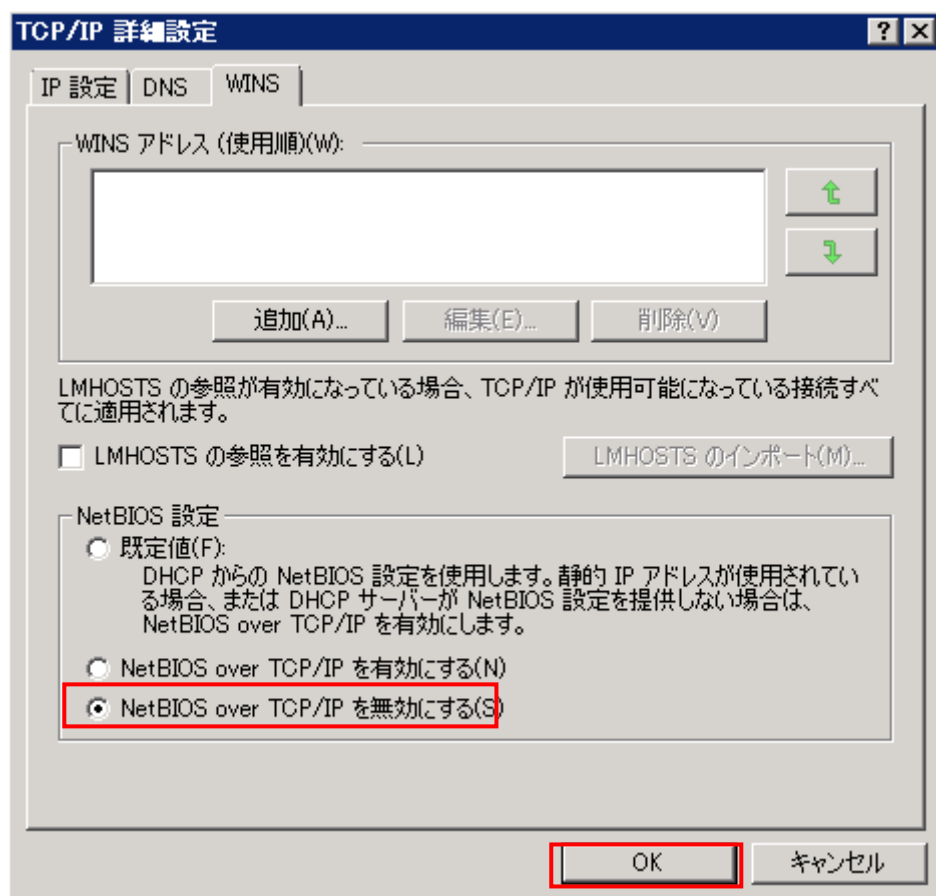 TCP/IP 詳細設定
IP 設定 DNS WINS
WINS アドレス (使用順)(W):
追加(A)... 編集(E)... 削除(V)
LMHOSTS の参照が有効になっている場合、TCP/IP が使用可能になっている接続すべ
てに適用されます。
LMHOSTS の参照を有効にする(L) LMHOSTS のインポート(M)...
NetBIOS 設定
既定値(F):
DHCP からの NetBIOS 設定を使用します。静的 IP アドレスが使用されてい
る場合、または DHCP サーバーが NetBIOS 設定を提供しない場合は、
NetBIOS over TCP/IP を有効にします。
NetBIOS over TCP/IP を有効にする(N)
NetBIOS over TCP/IP を無効にする(S)
OK キャンセル